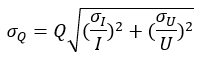 σ_Q = Q√((σ_I/I)² + (σ_U/U)²)